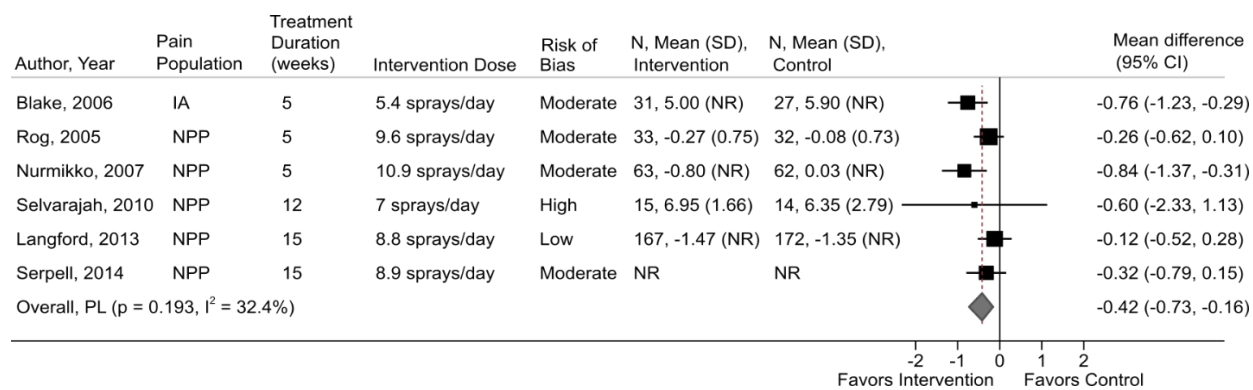 Author, Year Pain Population Treatment Duration (weeks) Intervention Dose Risk of Bias N, Mean (SD), Intervention N, Mean (SD), Control Mean difference (95% CI)
Blake, 2006 IA 5 5.4 sprays/day Moderate 31, 5.00 (NR) 27, 5.90 (NR) -0.76 (-1.23, -0.29)
Rog, 2005 NPP 5 9.6 sprays/day Moderate 33, -0.27 (0.75) 32, -0.08 (0.73) -0.26 (-0.62, 0.10)
Nurmikko, 2007 NPP 5 10.9 sprays/day Moderate 63, -0.80 (NR) 62, 0.03 (NR) -0.84 (-1.37, -0.31)
Selvarajah, 2010 NPP 12 7 sprays/day High 15, 6.95 (1.66) 14, 6.35 (2.79) -0.60 (-2.33, 1.13)
Langford, 2013 NPP 15 8.8 sprays/day Low 167, -1.47 (NR) 172, -1.35 (NR) -0.12 (-0.52, 0.28)
Serpell, 2014 NPP 15 8.9 sprays/day Moderate NR NR -0.32 (-0.79, 0.15)
Overall, PL (p = 0.193, I² = 32.4%) -0.42 (-0.73, -0.16)
-2 -1 0 1 2
Favors Intervention Favors Control